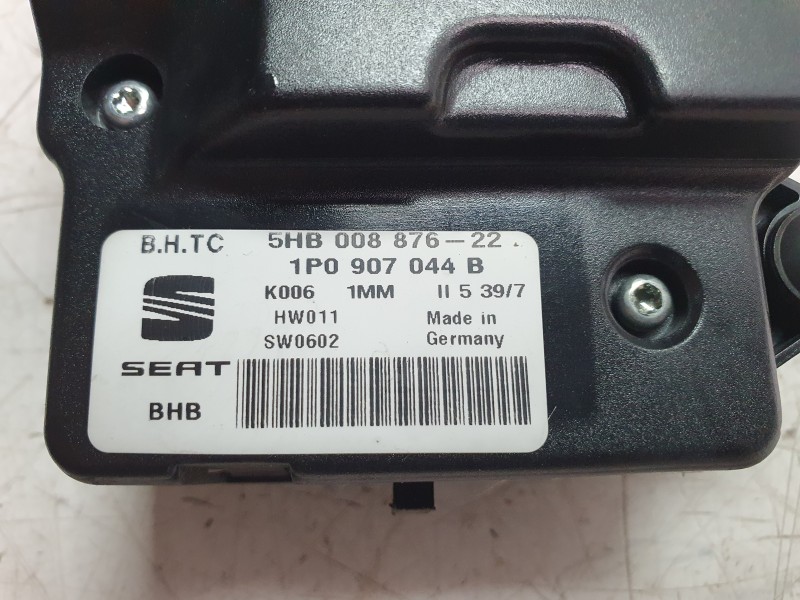 B.H.TC 5HB 008 876-22
1P0 907 044 B
K006 1MM II 5 39/7
HW011 Made in
SW0602 Germany
SEAT
BHB